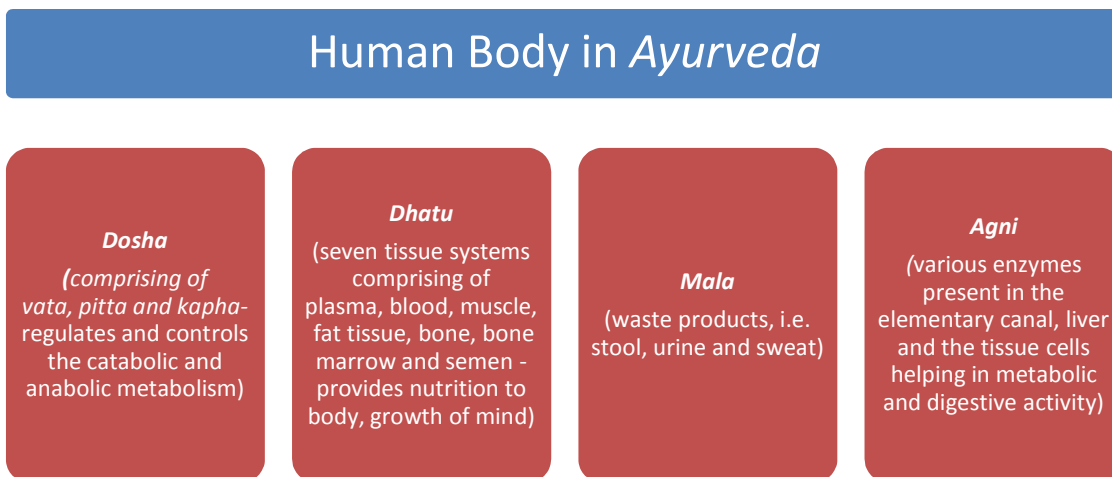 Human Body in Ayurveda
Dosha
(comprising of
vata, pitta and kapha-
regulates and controls
the catabolic and
anabolic metabolism)
Dhatu
(seven tissue systems
comprising of
plasma, blood, muscle,
fat tissue, bone, bone
marrow and semen -
provides nutrition to
body, growth of mind)
Mala
(waste products, i.e.
stool, urine and sweat)
Agni
(various enzymes
present in the
elementary canal, liver
and the tissue cells
helping in metabolic
and digestive activity)